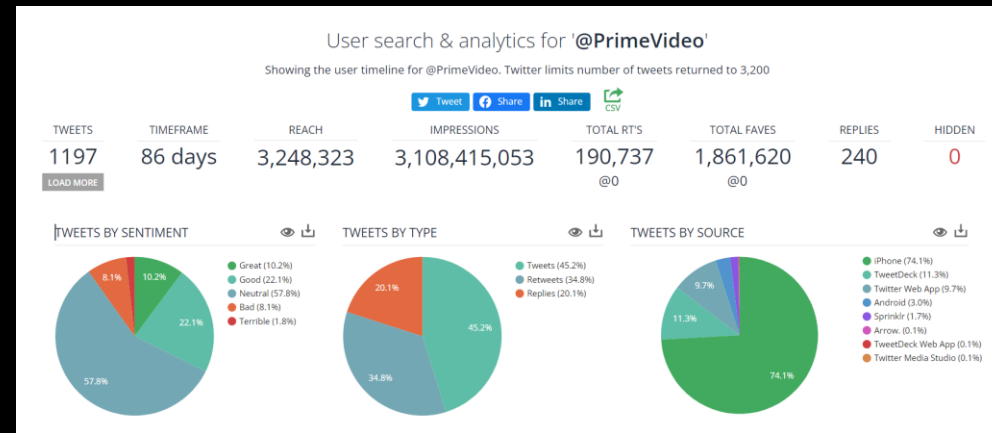 User search & analytics for '@PrimeVideo'
Showing the user timeline for @PrimeVideo. Twitter limits number of tweets returned to 3,200
Tweet Share Share CSV
TWEETS TIMEFRAME REACH IMPRESSIONS TOTAL RT'S TOTAL FAVES REPLIES HIDDEN
1197 86 days 3,248,323 3,108,415,053 190,737 1,861,620 240 0
LOAD MORE @0 @0
TWEETS BY SENTIMENT
8.1% 10.2% 22.1% 57.8%
Great (10.2%)
Good (22.1%)
Neutral (57.8%)
Bad (8.1%)
Terrible (1.8%)
TWEETS BY TYPE
20.1% 45.2% 34.8%
Tweets (45.2%)
Retweets (34.8%)
Replies (20.1%)
TWEETS BY SOURCE
9.7% 11.3% 74.1%
iPhone (74.1%)
TweetDeck (11.3%)
Twitter Web App (9.7%)
Android (3.0%)
Sprinklr (1.7%)
Arrow. (0.1%)
TweetDeck Web App (0.1%)
Twitter Media Studio (0.1%)